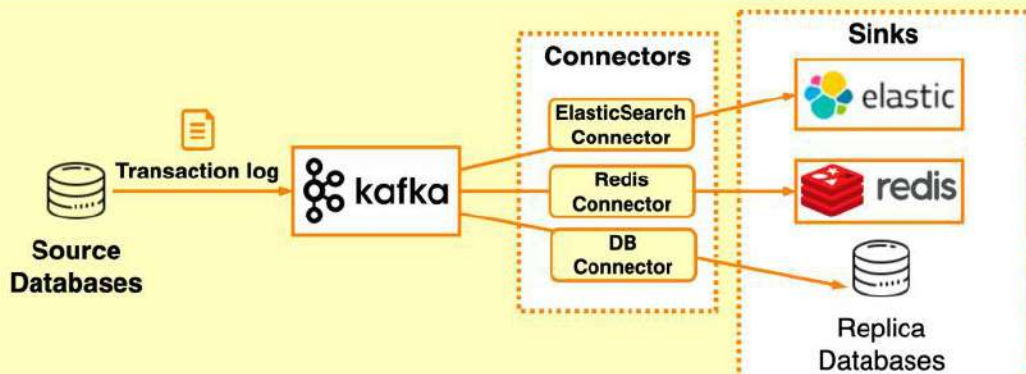 Sinks
Connectors
elastic
ElasticSearch
Connector
Transaction log
kafka
Redis
Connector
redis
Source
Databases
DB
Connector
Replica
Databases